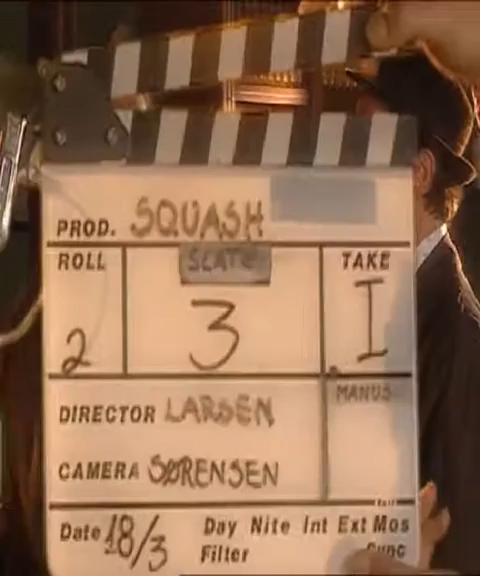 PROD. SQUASH
ROLL SLATE TAKE
2 3 I
DIRECTOR LARSEN MANUS
CAMERA SØRENSEN
Date 18/3 Day Nite Int Ext Mos
Filter Sync